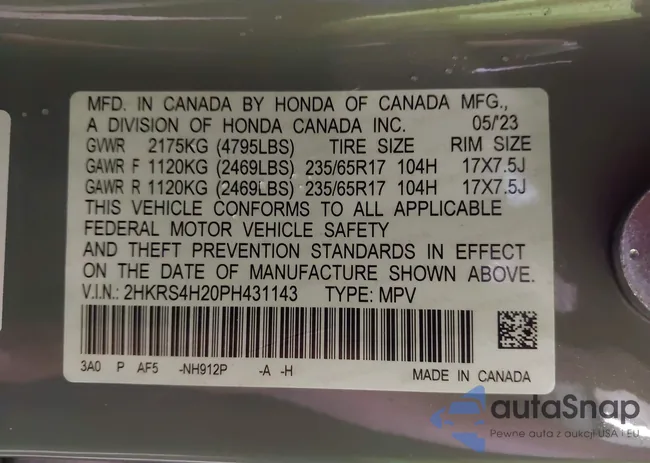 MFD. IN CANADA BY HONDA OF CANADA MFG.,
A DIVISION OF HONDA CANADA INC. 05/'23
GVWR 2175KG (4795LBS) TIRE SIZE RIM SIZE
GAWR F 1120KG (2469LBS) 235/65R17 104H 17X7.5J
GAWR R 1120KG (2469LBS) 235/65R17 104H 17X7.5J
THIS VEHICLE CONFORMS TO ALL APPLICABLE
FEDERAL MOTOR VEHICLE SAFETY
AND THEFT PREVENTION STANDARDS IN EFFECT
ON THE DATE OF MANUFACTURE SHOWN ABOVE.
V.I.N.: 2HKRS4H20PH431143 TYPE: MPV
3A0 P AF5 -NH912P -A -H
MADE IN CANADA
autaSnap
Pewne auta z aukcji USA i EU